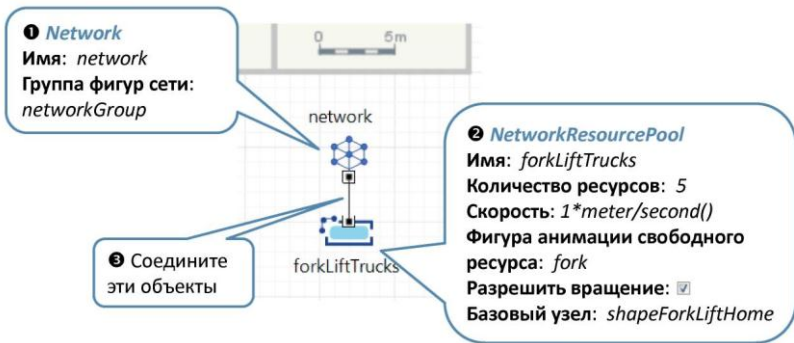 ❶ Network
Имя: network
Группа фигур сети:
networkGroup
0 5m
network
❷ NetworkResourcePool
Имя: forkLiftTrucks
Количество ресурсов: 5
Скорость: 1*meter/second()
Фигура анимации свободного
ресурса: fork
Разрешить вращение: ☑
Базовый узел: shapeForkLiftHome
❸ Соедините
эти объекты
forkLiftTrucks